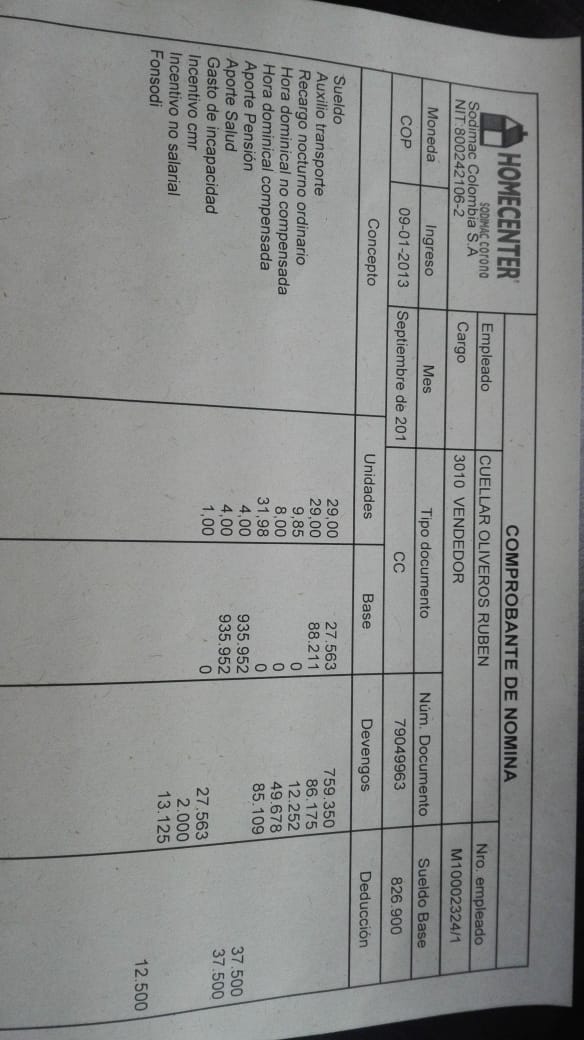 COMPROBANTE DE NOMINA
HOMECENTER
SODIMAC corona
Sodimac Colombia S.A
NIT:800242106-2
Empleado CUELLAR OLIVEROS RUBEN Nro. empleado
Cargo 3010 VENDEDOR M10002324/1
Moneda Ingreso Mes Tipo documento Núm. Documento Sueldo Base
COP 09-01-2013 Septiembre de 201 CC 79049963 826.900
Concepto Unidades Base Devengos Deducción
Sueldo 29,00 27.563 759.350
Auxilio transporte 29,00 88.211 86.175
Recargo nocturno ordinario 9,85 0 12.252
Hora dominical no compensada 8,00 0 49.678
Hora dominical compensada 31,98 0 85.109
Aporte Pensión 4,00 935.952 37.500
Aporte Salud 4,00 935.952 37.500
Gasto de incapacidad 1,00 0 27.563
Incentivo cmr 2.000
Incentivo no salarial 13.125
Fonsodi 12.500